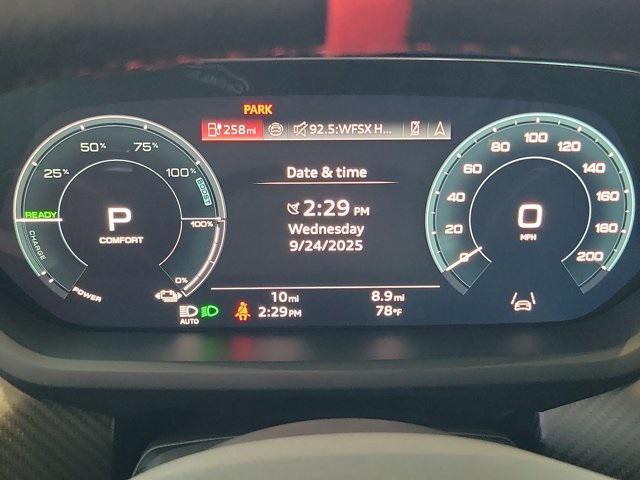 PARK
258 mi 92.5:WFSX H...
Date & time
2:29 PM
Wednesday
9/24/2025
10 mi 8.9 mi
2:29 PM 78°F
25% 50% 75% 100%
BOOST
READY
100%
P
COMFORT
CHARGE
POWER
0%
AUTO
0 20 40 60 80 100 120 140 160 180 200
0
MPH